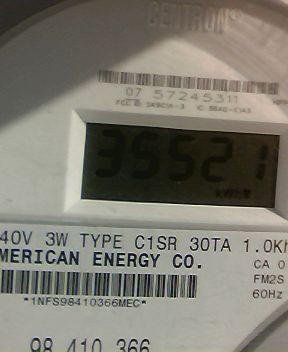 CENTRON®
07 57245311
35521
kWh
40V 3W TYPE C1SR 30TA 1.0Kh
MERICAN ENERGY CO.
CA 0
FM2S
60Hz
*1NFS98410366MEC*
98 410 366